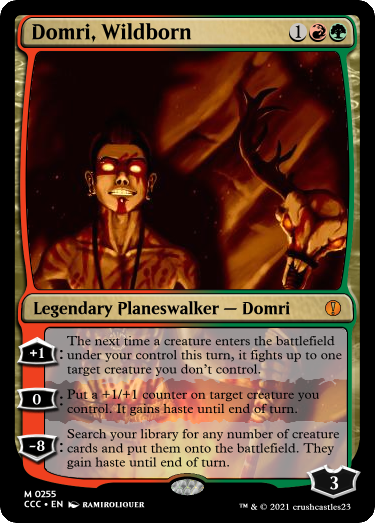 Domri, Wildborn 1
Legendary Planeswalker — Domri
+1: The next time a creature enters the battlefield
under your control this turn, it fights up to one
target creature you don't control.
0: Put a +1/+1 counter on target creature you
control. It gains haste until end of turn.
-8: Search your library for any number of creature
cards and put them onto the battlefield. They
gain haste until end of turn.
3
M 0255
CCC • EN RAMIROLIQUER
™ & © 2021 crushcastles23